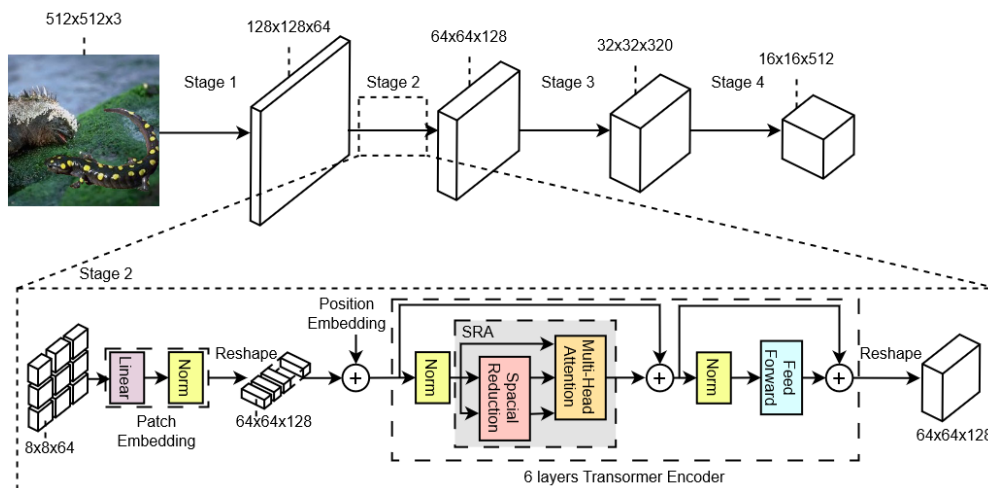 512x512x3
128x128x64
64x64x128
32x32x320
16x16x512
Stage 1
Stage 2
Stage 3
Stage 4
Stage 2
Position
Embedding
SRA
Linear
Norm
Reshape
Norm
Spacial
Reduction
Multi-Head
Attention
Norm
Feed
Forward
Reshape
Patch
Embedding
8x8x64
64x64x128
64x64x128
6 layers Transormer Encoder